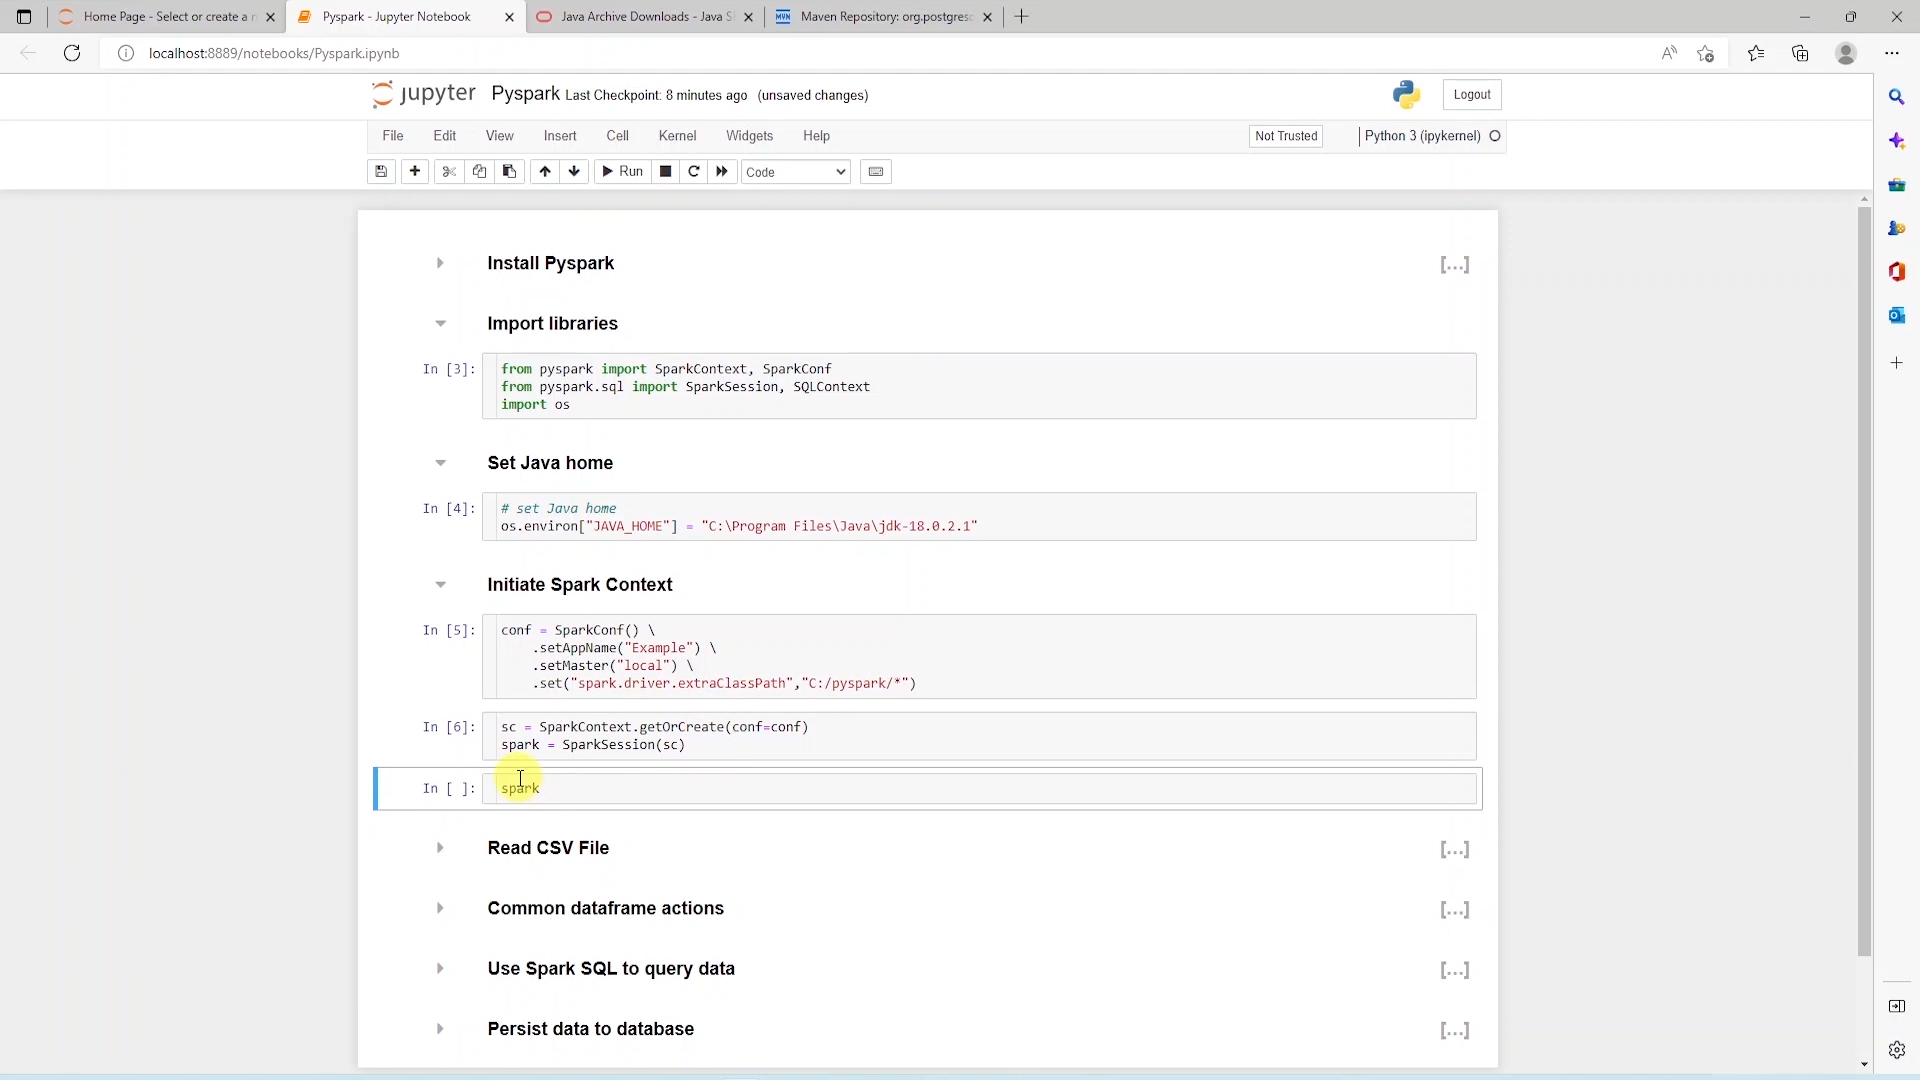 Home Page - Select or create a n
Pyspark - Jupyter Notebook
Java Archive Downloads - Java S
Maven Repository: org.postgres
localhost:8889/notebooks/Pyspark.ipynb
jupyter Pyspark Last Checkpoint: 8 minutes ago (unsaved changes)
Logout
File Edit View Insert Cell Kernel Widgets Help
Not Trusted
Python 3 (ipykernel)
Run
Code
Install Pyspark
[...]
Import libraries
In [3]:
from pyspark import SparkContext, SparkConf
from pyspark.sql import SparkSession, SQLContext
import os
Set Java home
In [4]:
# set Java home
os.environ["JAVA_HOME"] = "C:\Program Files\Java\jdk-18.0.2.1"
Initiate Spark Context
In [5]:
conf = SparkConf() \
.setAppName("Example") \
.setMaster("local") \
.set("spark.driver.extraClassPath","C:/pyspark/*")
In [6]:
sc = SparkContext.getOrCreate(conf=conf)
spark = SparkSession(sc)
In [ ]:
spark
Read CSV File
[...]
Common dataframe actions
[...]
Use Spark SQL to query data
[...]
Persist data to database
[...]